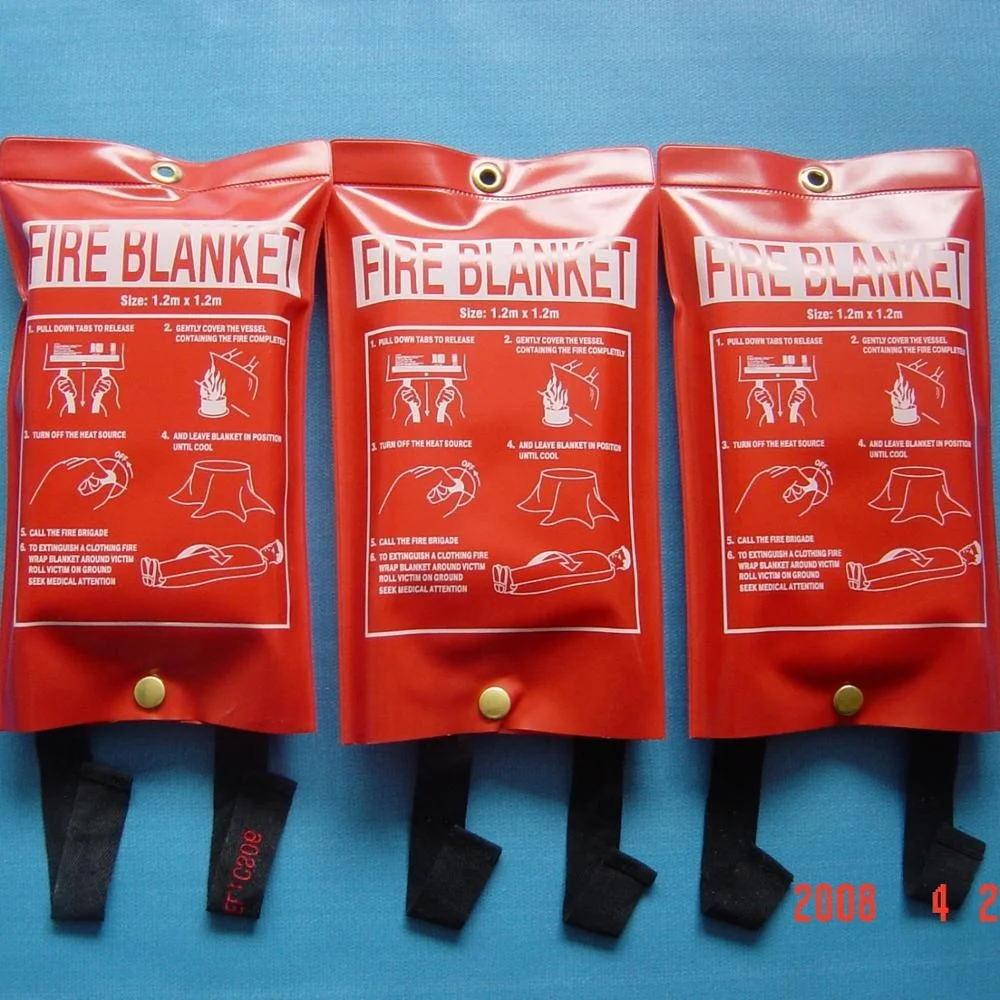 FIRE BLANKET
Size: 1.2m x 1.2m
1. PULL DOWN TABS TO RELEASE
2. GENTLY COVER THE VESSEL
CONTAINING THE FIRE COMPLETELY
3. TURN OFF THE HEAT SOURCE
OFF
4. AND LEAVE BLANKET IN POSITION
UNTIL COOL
5. CALL THE FIRE BRIGADE
6. TO EXTINGUISH A CLOTHING FIRE
WRAP BLANKET AROUND VICTIM
ROLL VICTIM ON GROUND
SEEK MEDICAL ATTENTION
FIRE BLANKET
Size: 1.2m x 1.2m
1. PULL DOWN TABS TO RELEASE
2. GENTLY COVER THE VESSEL
CONTAINING THE FIRE COMPLETELY
3. TURN OFF THE HEAT SOURCE
OFF
4. AND LEAVE BLANKET IN POSITION
UNTIL COOL
5. CALL THE FIRE BRIGADE
6. TO EXTINGUISH A CLOTHING FIRE
WRAP BLANKET AROUND VICTIM
ROLL VICTIM ON GROUND
SEEK MEDICAL ATTENTION
FIRE BLANKET
Size: 1.2m x 1.2m
1. PULL DOWN TABS TO RELEASE
2. GENTLY COVER THE VESSEL
CONTAINING THE FIRE COMPLETELY
3. TURN OFF THE HEAT SOURCE
OFF
4. AND LEAVE BLANKET IN POSITION
UNTIL COOL
5. CALL THE FIRE BRIGADE
6. TO EXTINGUISH A CLOTHING FIRE
WRAP BLANKET AROUND VICTIM
ROLL VICTIM ON GROUND
SEEK MEDICAL ATTENTION
2008 4 2